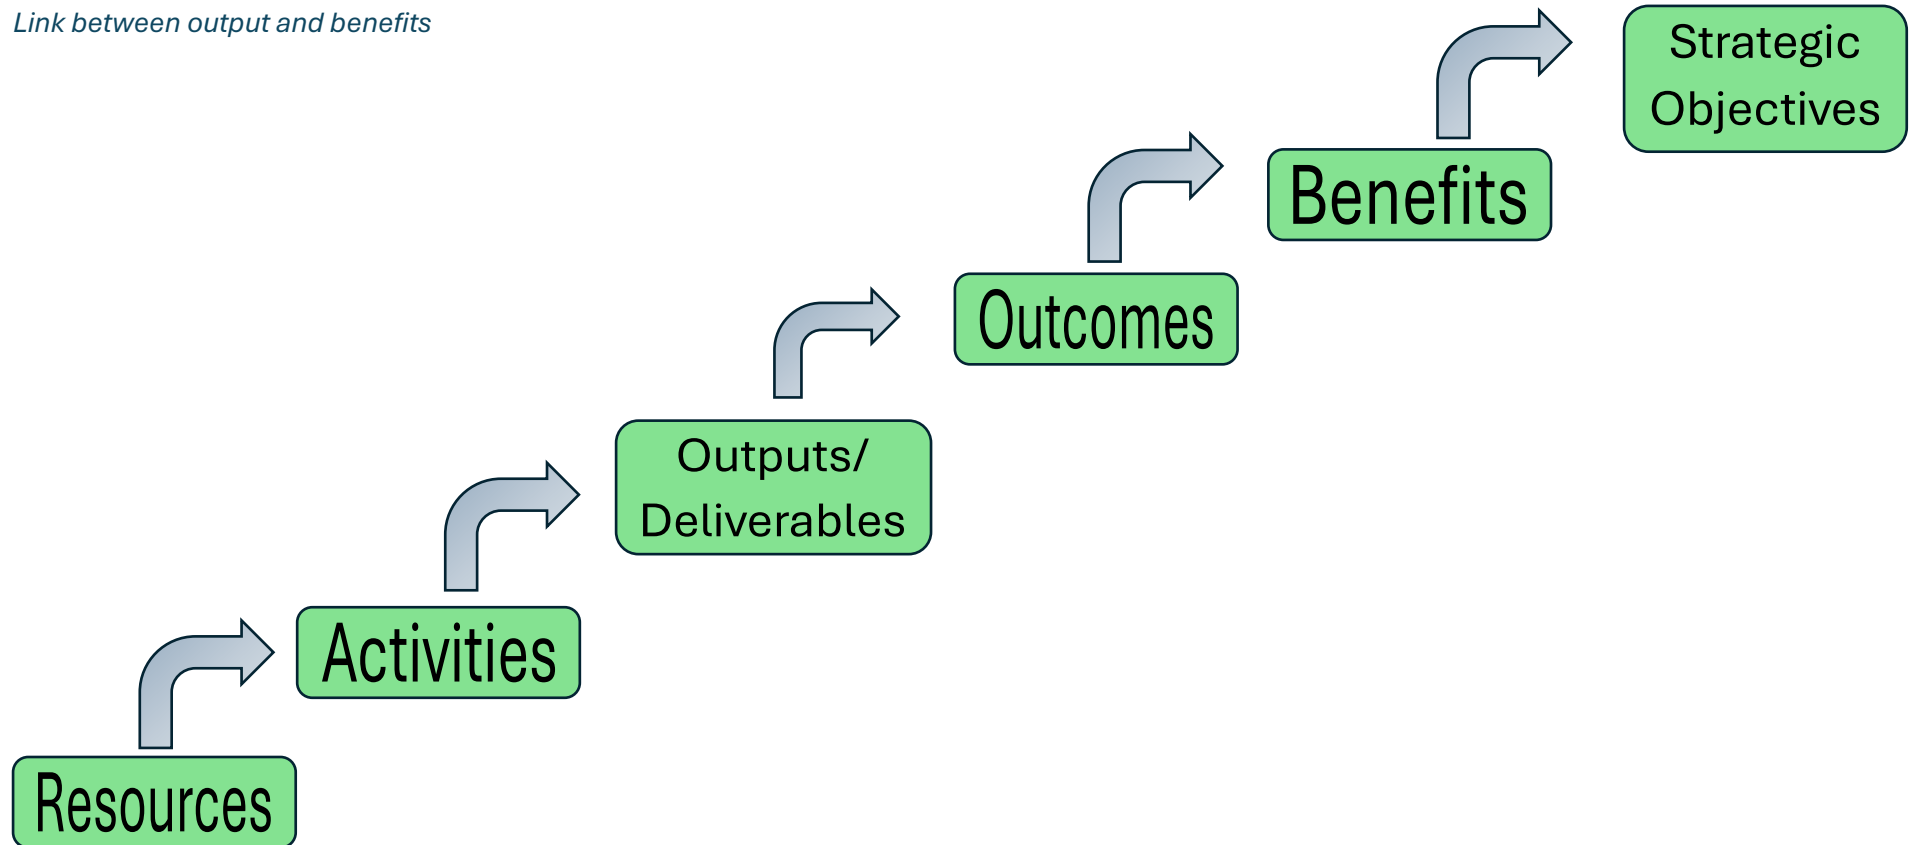 Link between output and benefits
Strategic
Objectives
Benefits
Outcomes
Outputs/
Deliverables
Activities
Resources